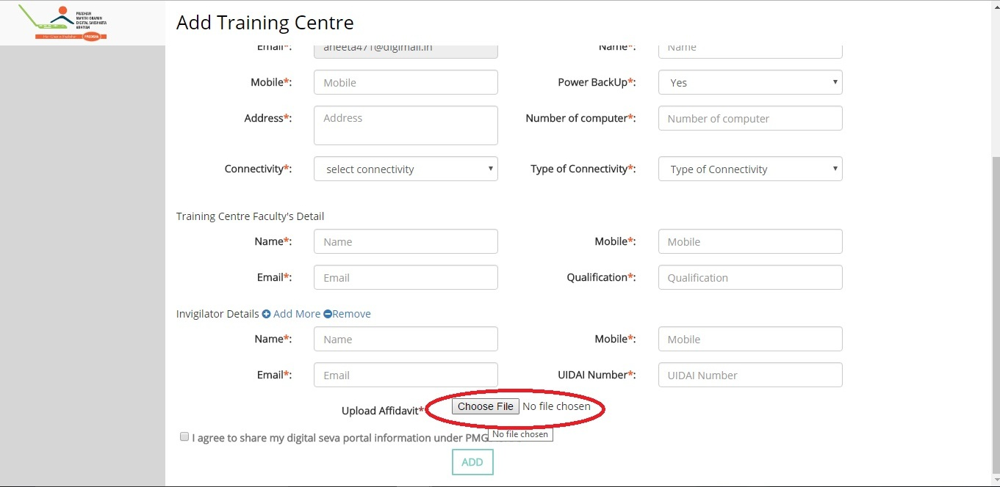 PRADHAN
MANTRI GRAMIN
DIGITAL SAKSHARTA
ABHIYAN
Add Training Centre
Email*: aneeta471@digimail.in Name*: Name
Mobile*: Mobile Power BackUp*: Yes
Address*: Address Number of computer*: Number of computer
Connectivity*: select connectivity Type of Connectivity*: Type of Connectivity
Training Centre Faculty's Detail
Name*: Name Mobile*: Mobile
Email*: Email Qualification*: Qualification
Invigilator Details Add More Remove
Name*: Name Mobile*: Mobile
Email*: Email UIDAI Number*: UIDAI Number
Upload Affidavit* Choose File No file chosen
I agree to share my digital seva portal information under PMG
No file chosen
ADD